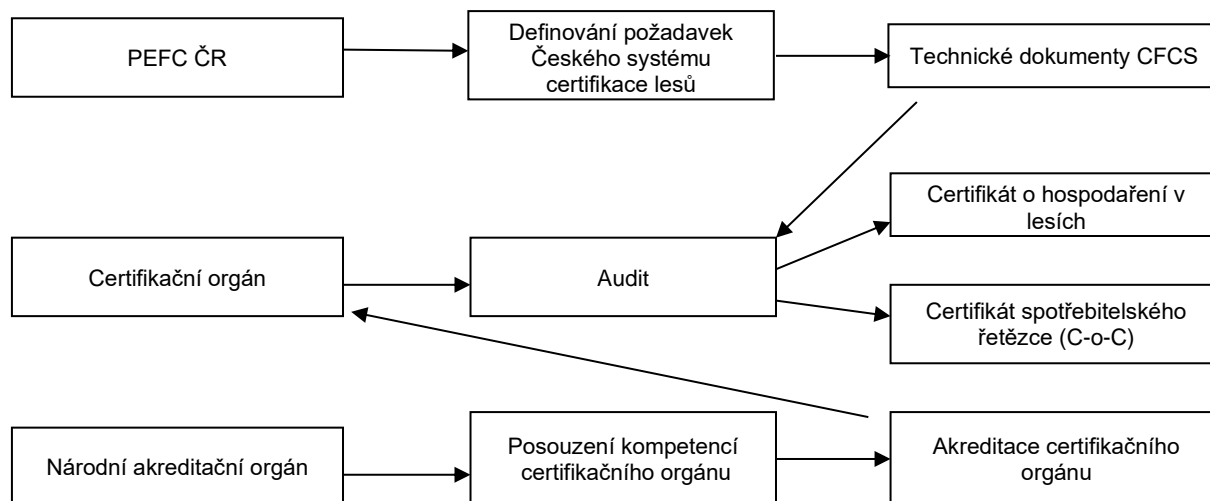 PEFC ČR
Definování požadavek
Českého systému
certifikace lesů
Technické dokumenty CFCS
Certifikát o hospodaření v
lesích
Certifikační orgán
Audit
Certifikát spotřebitelského
řetězce (C-o-C)
Národní akreditační orgán
Posouzení kompetencí
certifikačního orgánu
Akreditace certifikačního
orgánu